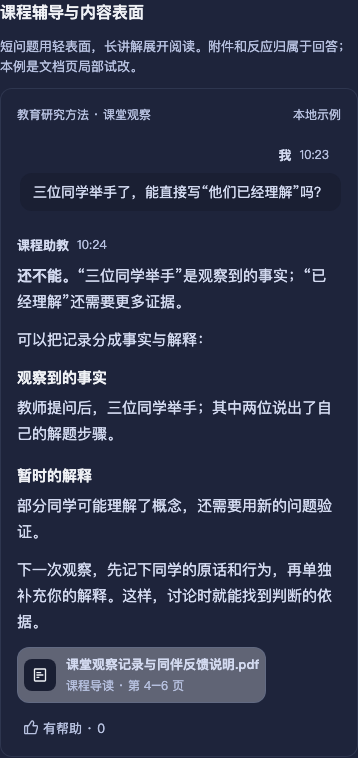 课程辅导与内容表面
短问题用轻表面，长讲解展开阅读。附件和反应归属于回答；
本例是文档页局部试改。
教育研究方法 · 课堂观察
本地示例
我 10:23
三位同学举手了，能直接写“他们已经理解”吗？
课程助教 10:24
还不能。“三位同学举手”是观察到的事实；“已
经理解”还需要更多证据。
可以把记录分成事实与解释：
观察到的事实
教师提问后，三位同学举手；其中两位说出了自
己的解题步骤。
暂时的解释
部分同学可能理解了概念，还需要用新的问题验
证。
下一次观察，先记下同学的原话和行为，再单独
补充你的解释。这样，讨论时就能找到判断的依
据。
课堂观察记录与同伴反馈说明.pdf
课程导读 · 第 4–6 页
有帮助 · 0